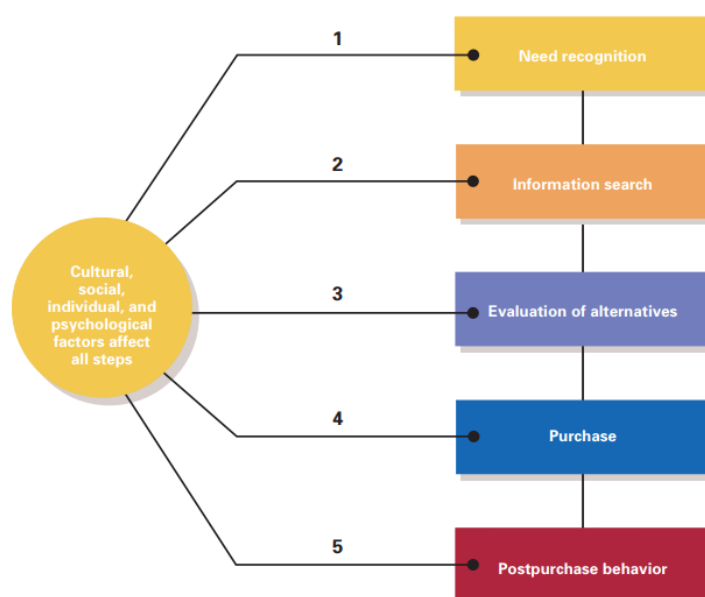 1
Need recognition
2
Information search
Cultural,
social,
individual, and
psychological
factors affect
all steps
3
Evaluation of alternatives
4
Purchase
5
Postpurchase behavior